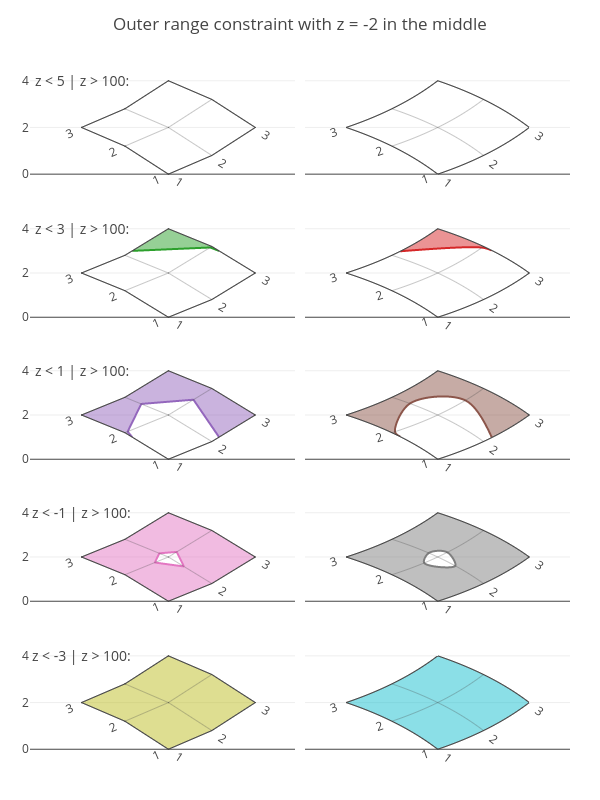 Outer range constraint with z = -2 in the middle
4 z < 5 | z > 100:
2 3 2 3 3 2 3
0 1 1 2 1 1 2
4 z < 3 | z > 100:
2 3 2 3 3 2 3
0 1 1 2 1 1 2
4 z < 1 | z > 100:
2 3 2 3 3 2 3
0 1 1 2 1 1 2
4 z < -1 | z > 100:
2 3 2 3 3 2 3
0 1 1 2 1 1 2
4 z < -3 | z > 100:
2 3 2 3 3 2 3
0 1 1 2 1 1 2